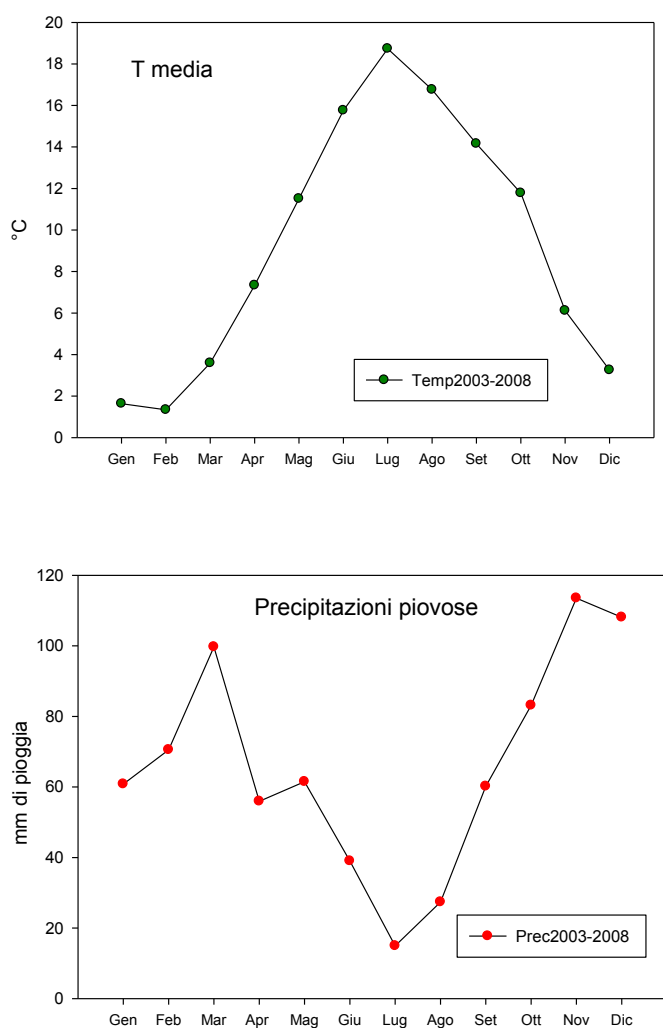 20
18
16
14
12
10
8
6
4
2
0
°C
T media
Temp2003-2008
Gen Feb Mar Apr Mag Giu Lug Ago Set Ott Nov Dic
120
100
80
60
40
20
0
mm di pioggia
Precipitazioni piovose
Prec2003-2008
Gen Feb Mar Apr Mag Giu Lug Ago Set Ott Nov Dic